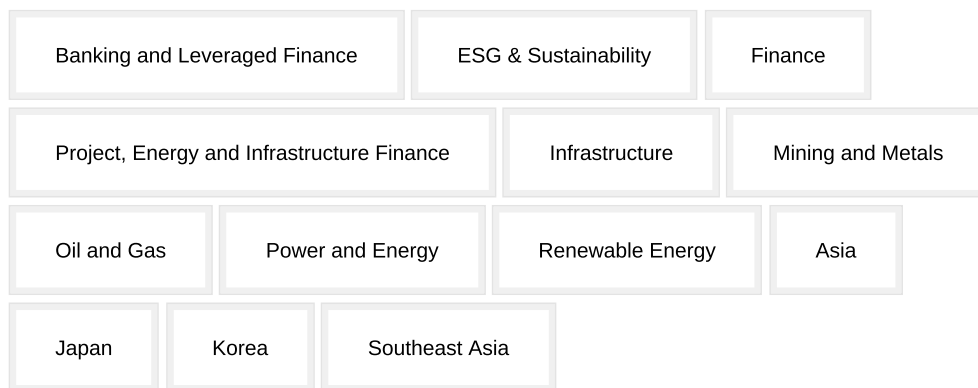 Banking and Leveraged Finance ESG & Sustainability Finance
Project, Energy and Infrastructure Finance Infrastructure Mining and Metals
Oil and Gas Power and Energy Renewable Energy Asia
Japan Korea Southeast Asia